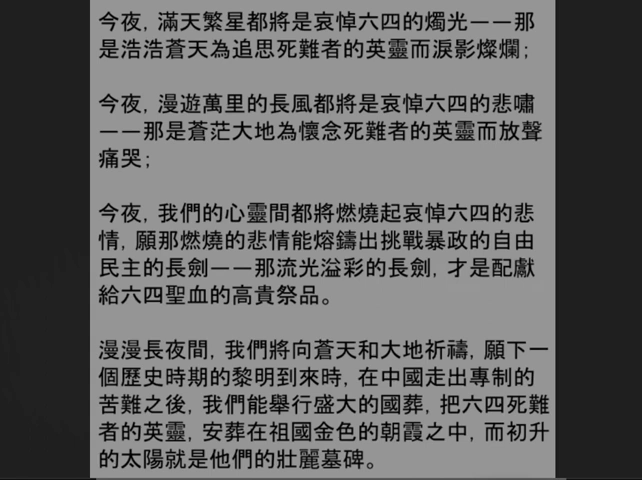 今夜, 滿天繁星都將是哀悼六四的燭光——那
是浩浩蒼天為追思死難者的英靈而淚影燦爛;
今夜, 漫遊萬里的長風都將是哀悼六四的悲嘯
——那是蒼茫大地為懷念死難者的英靈而放聲
痛哭;
今夜, 我們的心靈間都將燃燒起哀悼六四的悲
情, 願那燃燒的悲情能熔鑄出挑戰暴政的自由
民主的長劍——那流光溢彩的長劍, 才是配獻
給六四聖血的高貴祭品。
漫漫長夜間, 我們將向蒼天和大地祈禱, 願下一
個歷史時期的黎明到來時, 在中國走出專制的
苦難之後, 我們能舉行盛大的國葬, 把六四死難
者的英靈, 安葬在祖國金色的朝霞之中, 而初升
的太陽就是他們的壯麗墓碑。